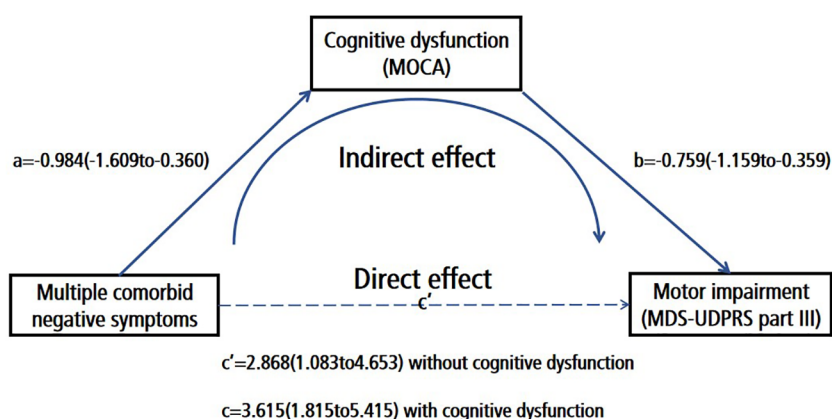 Cognitive dysfunction
(MOCA)
a=-0.984(-1.609to-0.360)
Indirect effect
b=-0.759(-1.159to-0.359)
Multiple comorbid
negative symptoms
Direct effect
c'
Motor impairment
(MDS-UDPRS part III)
c'=2.868(1.083to4.653) without cognitive dysfunction
c=3.615(1.815to5.415) with cognitive dysfunction